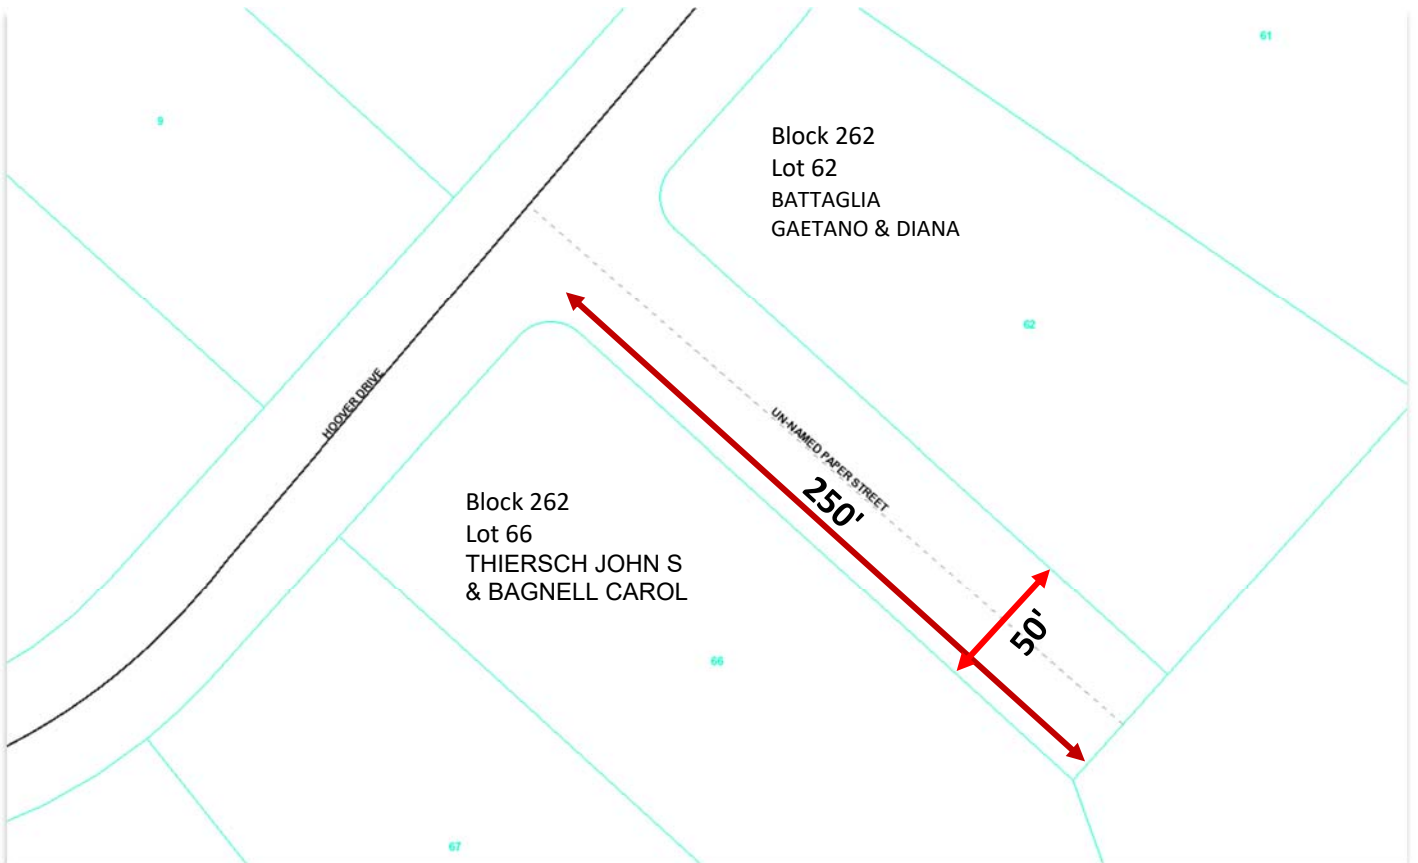 61
9
Block 262
Lot 62
BATTAGLIA
GAETANO & DIANA
62
HOOVER DRIVE
UN-NAMED PAPER STREET
250'
Block 262
Lot 66
THIERSCH JOHN S
& BAGNELL CAROL
50'
66
67